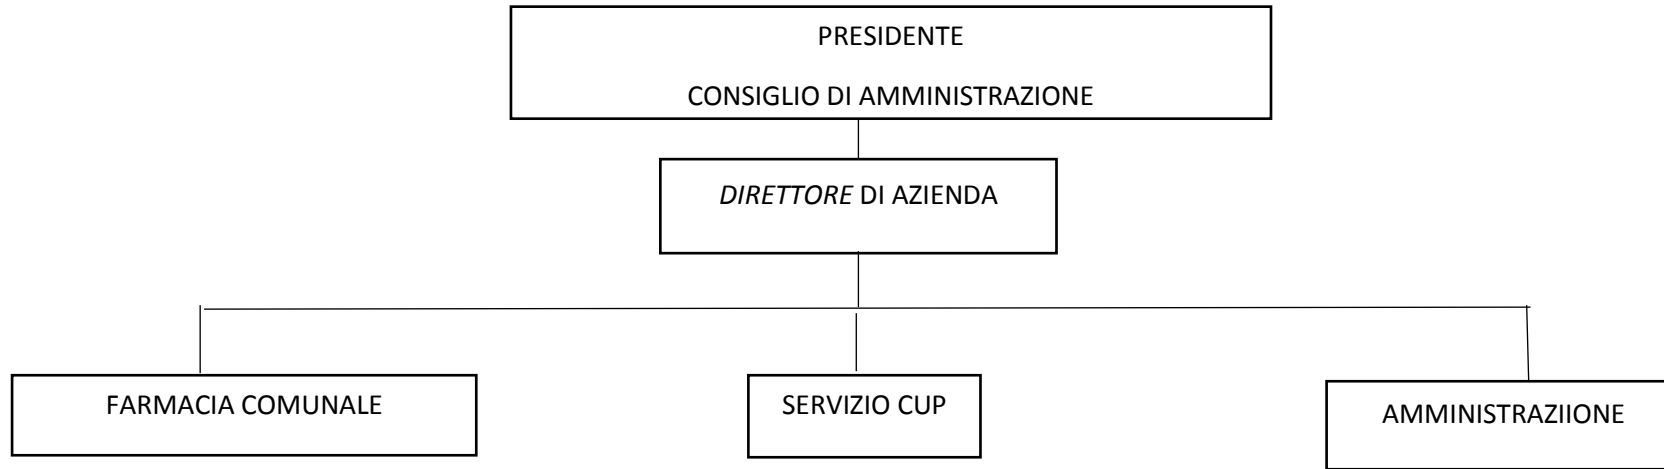 PRESIDENTE
CONSIGLIO DI AMMINISTRAZIONE
DIRETTORE DI AZIENDA
FARMACIA COMUNALE
SERVIZIO CUP
AMMINISTRAZIIONE